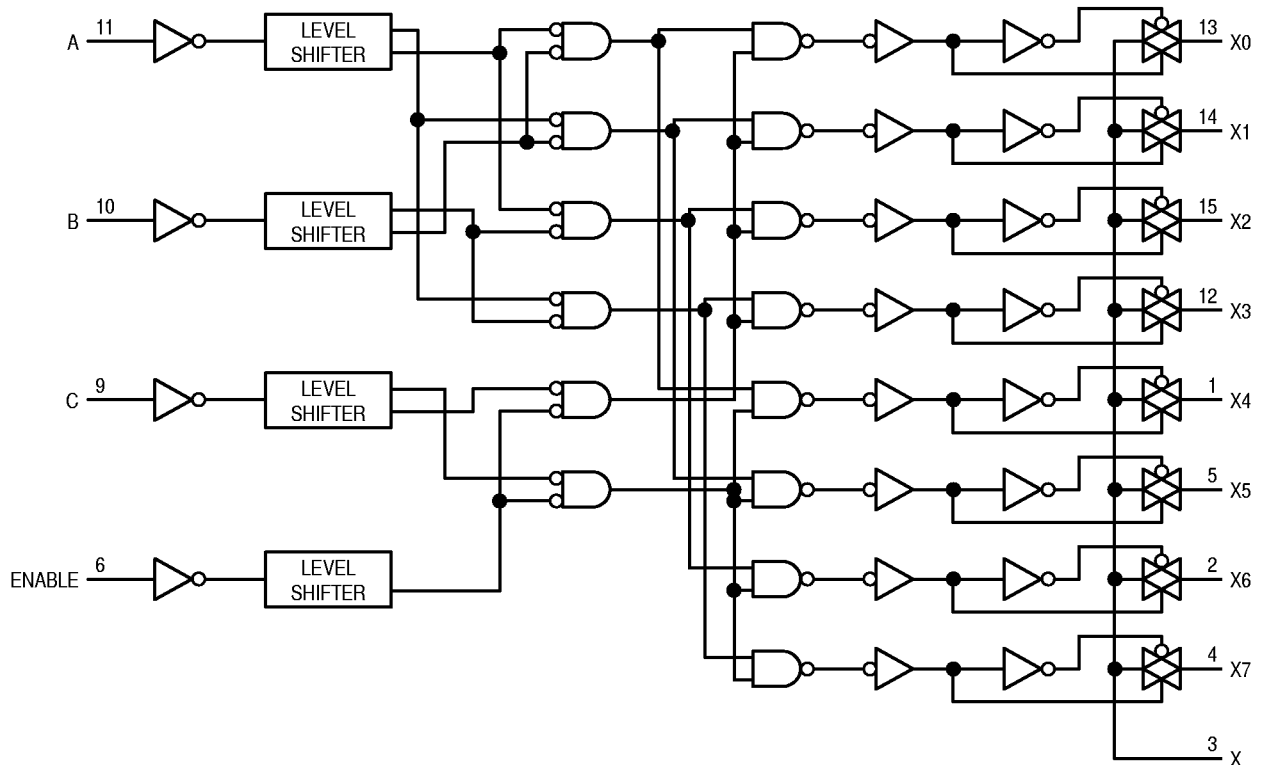 A 11 LEVEL SHIFTER 13 X0
14 X1
B 10 LEVEL SHIFTER 15 X2
12 X3
C 9 LEVEL SHIFTER 1 X4
5 X5
ENABLE 6 LEVEL SHIFTER 2 X6
4 X7
3 X